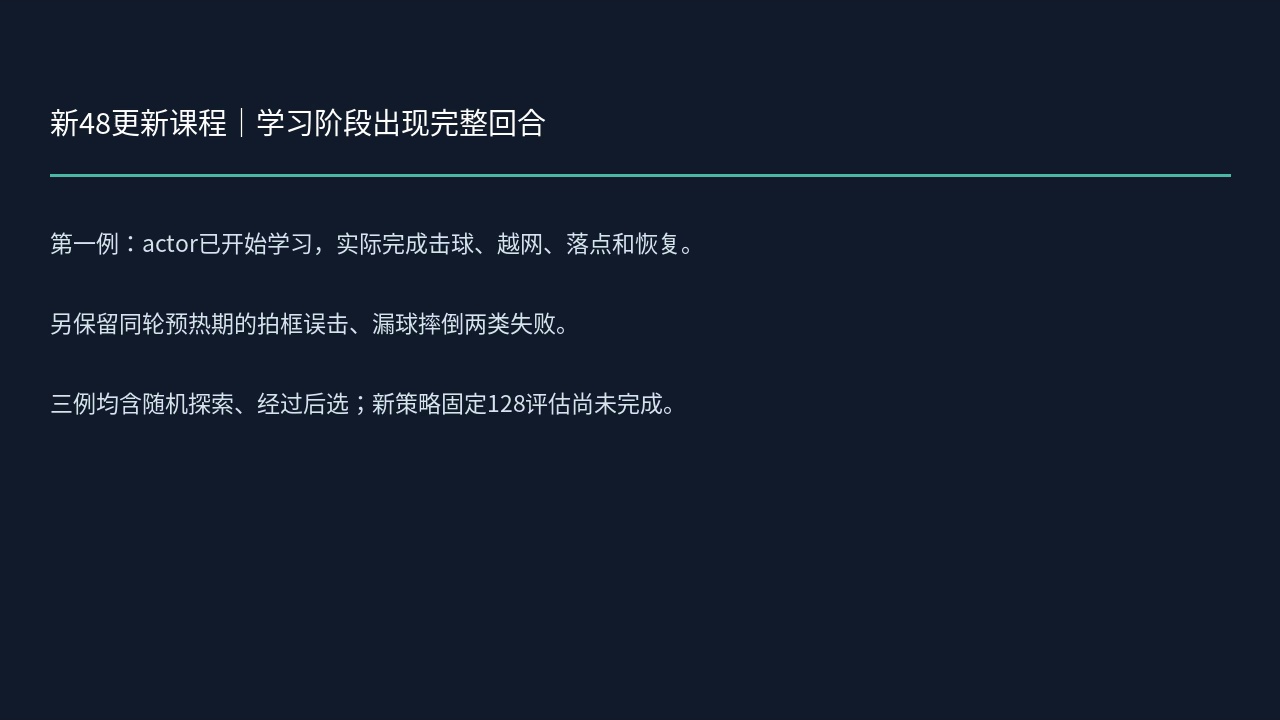 新48更新课程｜学习阶段出现完整回合
第一例：actor已开始学习，实际完成击球、越网、落点和恢复。
另保留同轮预热期的拍框误击、漏球摔倒两类失败。
三例均含随机探索、经过后选；新策略固定128评估尚未完成。